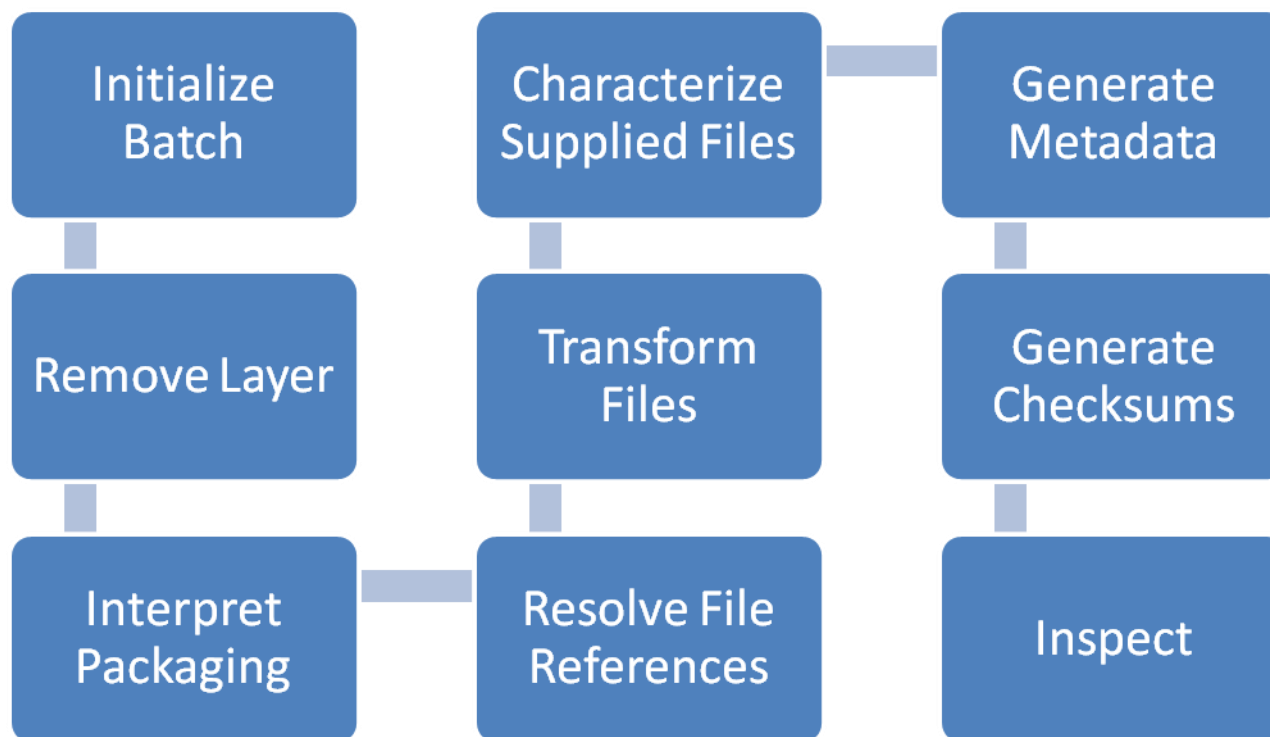 Initialize
Batch
Remove Layer
Interpret
Packaging
Resolve File
References
Transform
Files
Characterize
Supplied Files
Generate
Metadata
Generate
Checksums
Inspect